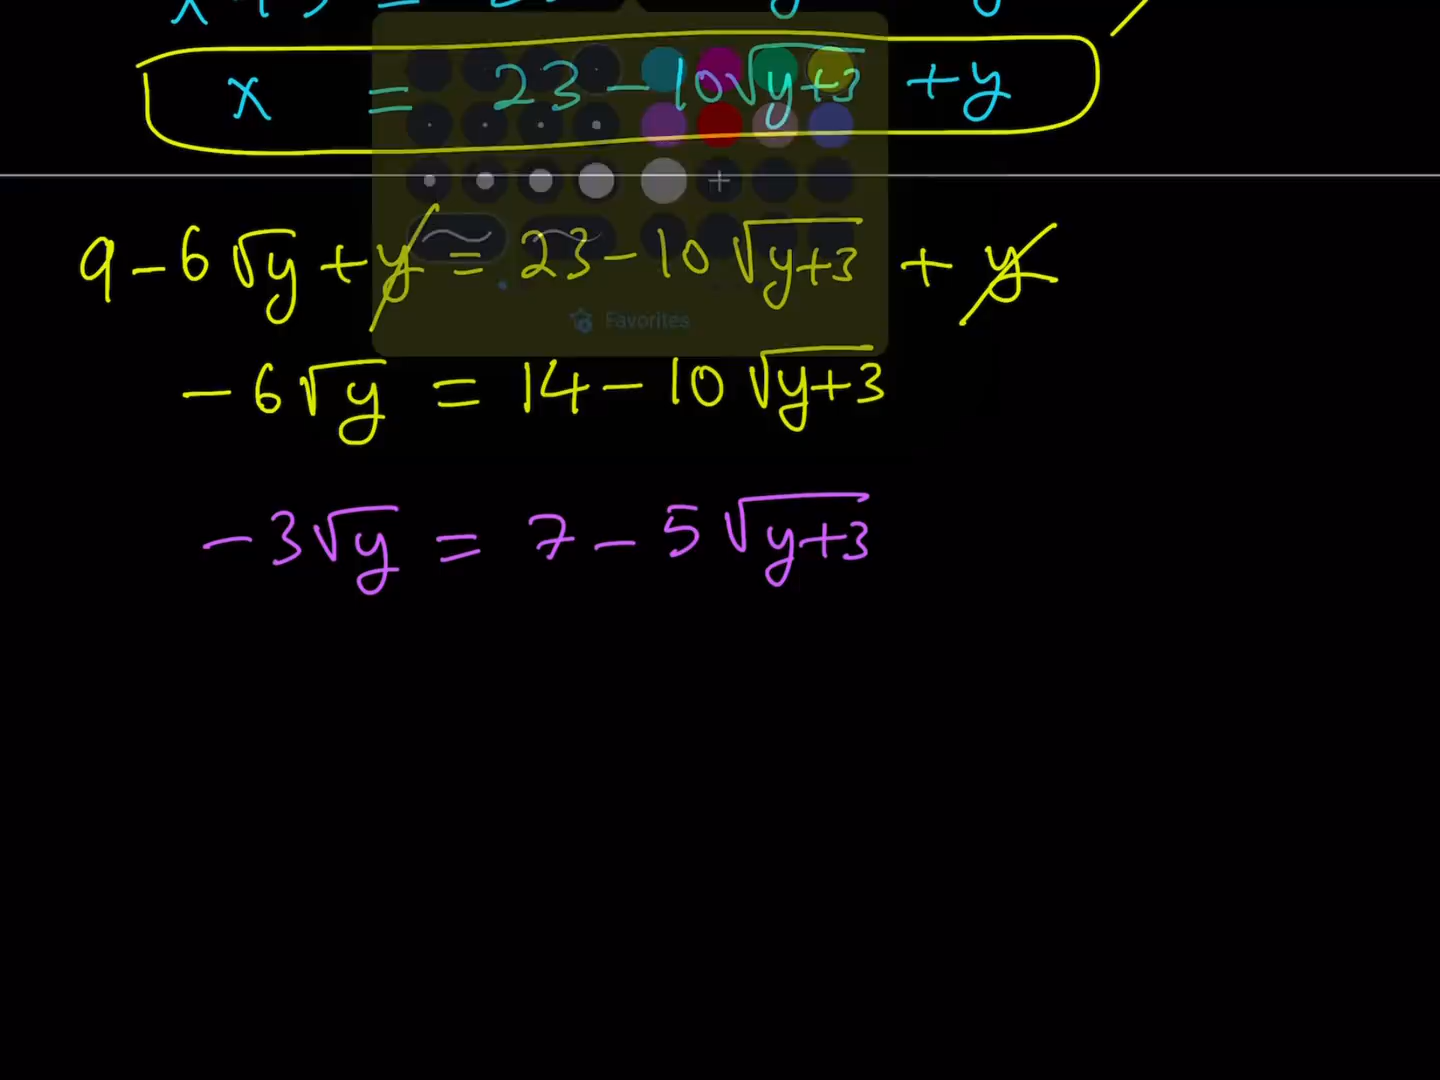 x = 23 - 10√(y+3) + y
9 - 6√y + y = 23 - 10√(y+3) + y
Favorites
-6√y = 14 - 10√(y+3)
-3√y = 7 - 5√(y+3)